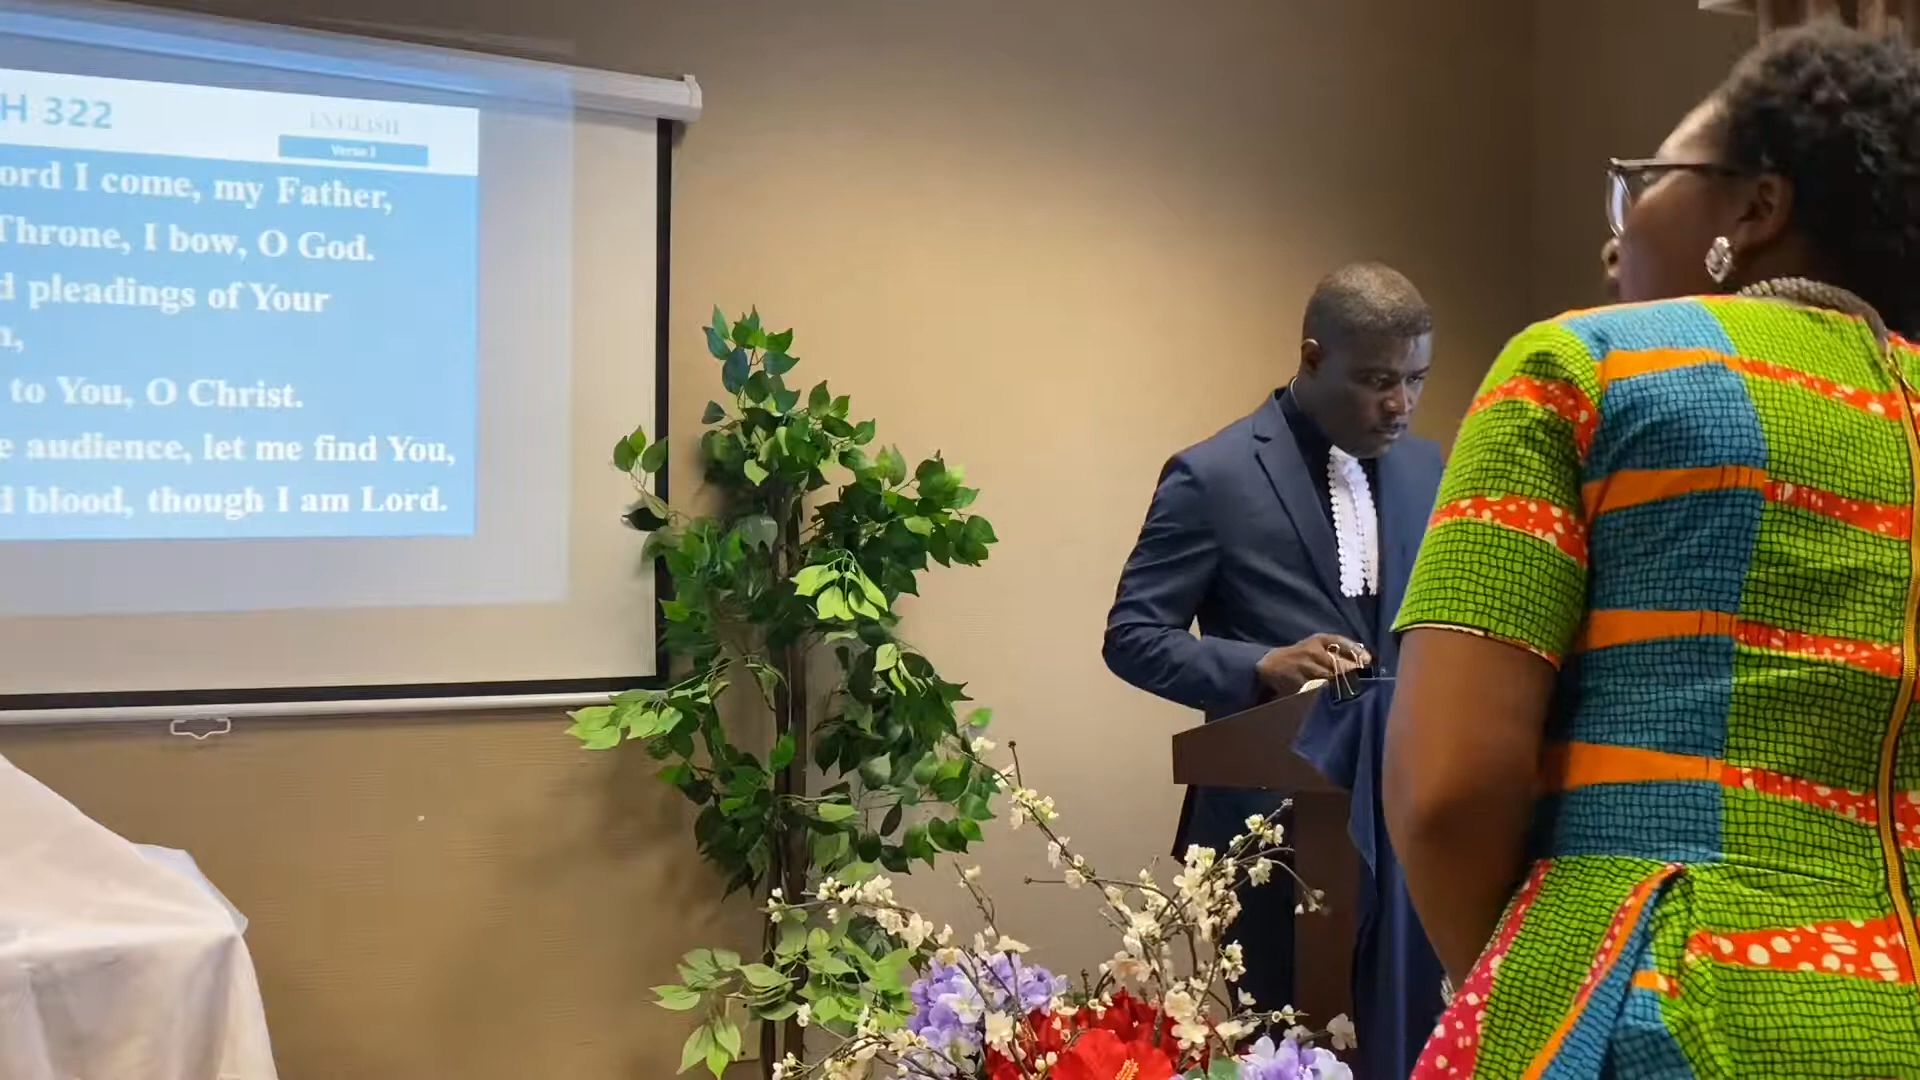 H 322
ENGLISH
Verse 3
ord I come, my Father,
Throne, I bow, O God.
d pleadings of Your
n,
to You, O Christ.
e audience, let me find You,
d blood, though I am Lord.